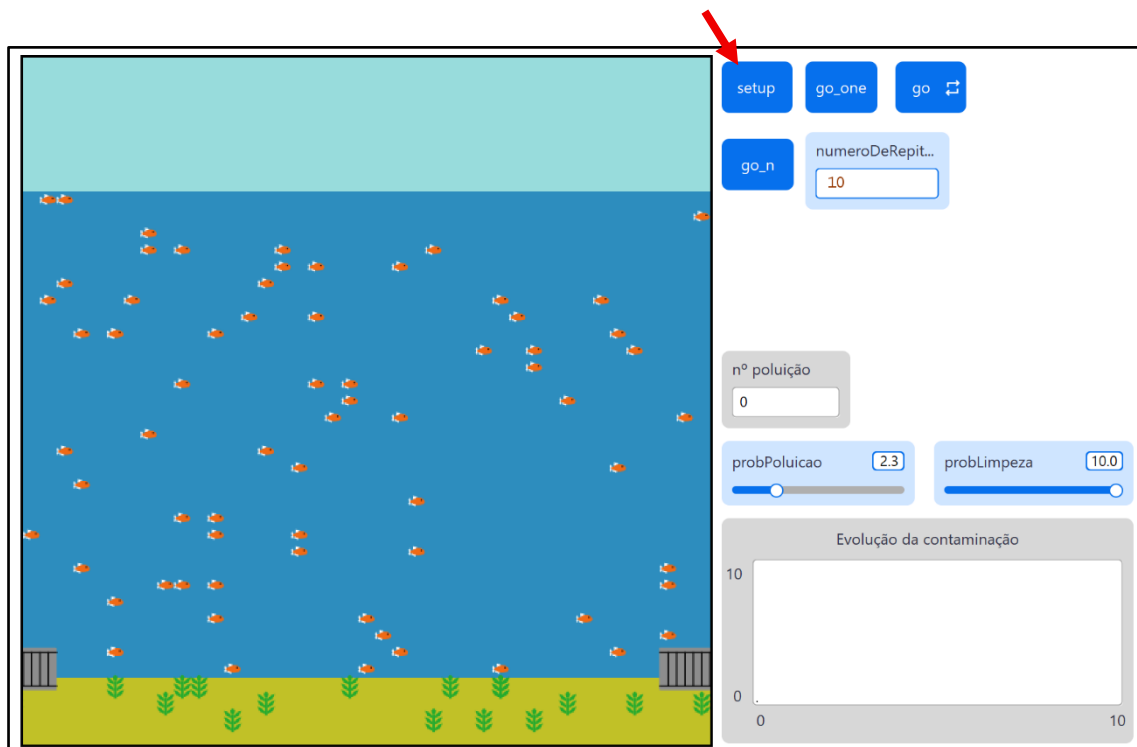 setup
go_one
go
go_n
numeroDeRepit...
10
nº poluição
0
probPoluicao
2.3
probLimpeza
10.0
Evolução da contaminação
10
0
0
10